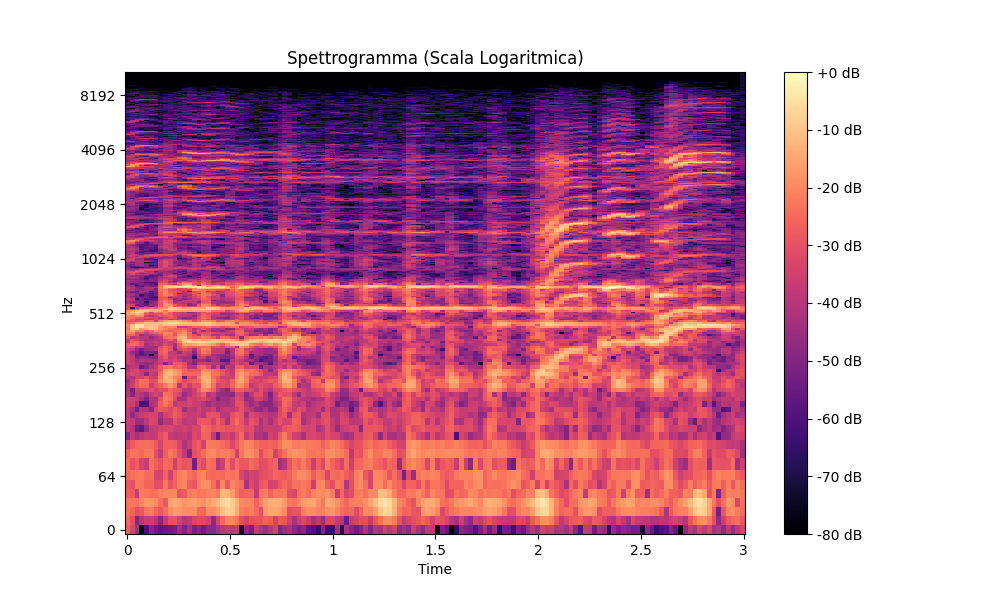 Spettrogramma (Scala Logaritmica)
Hz
8192
4096
2048
1024
512
256
128
64
0
0 0.5 1 1.5 2 2.5 3
Time
+0 dB
-10 dB
-20 dB
-30 dB
-40 dB
-50 dB
-60 dB
-70 dB
-80 dB